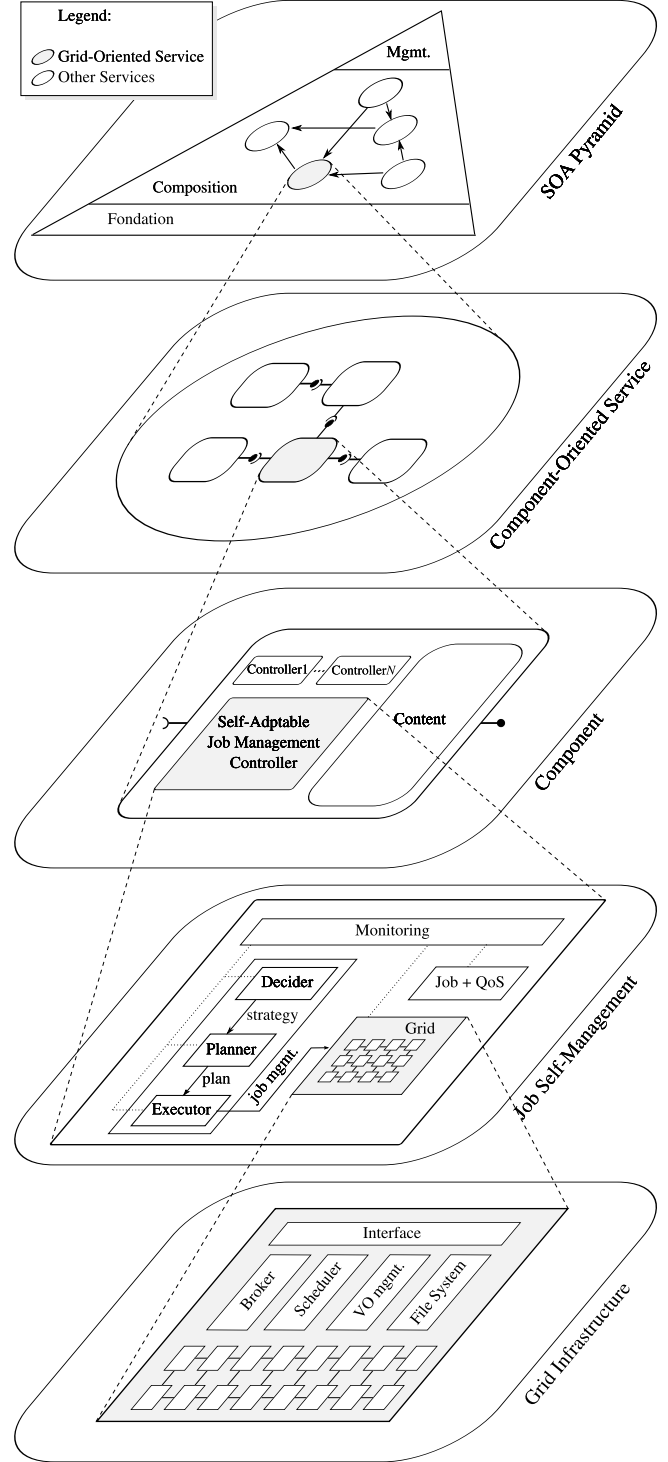 Legend:
Grid-Oriented Service
Other Services
Mgmt.
Composition
Fondation
SOA Pyramid
Component-Oriented Service
Controller1 ... ControllerN
Self-Adptable
Job Management
Controller
Content
Component
Monitoring
Decider
Job + QoS
strategy
Grid
Planner
plan
job mgmt.
Executor
Job Self-Management
Interface
Broker
Scheduler
VO mgmt.
File System
Grid Infrastructure